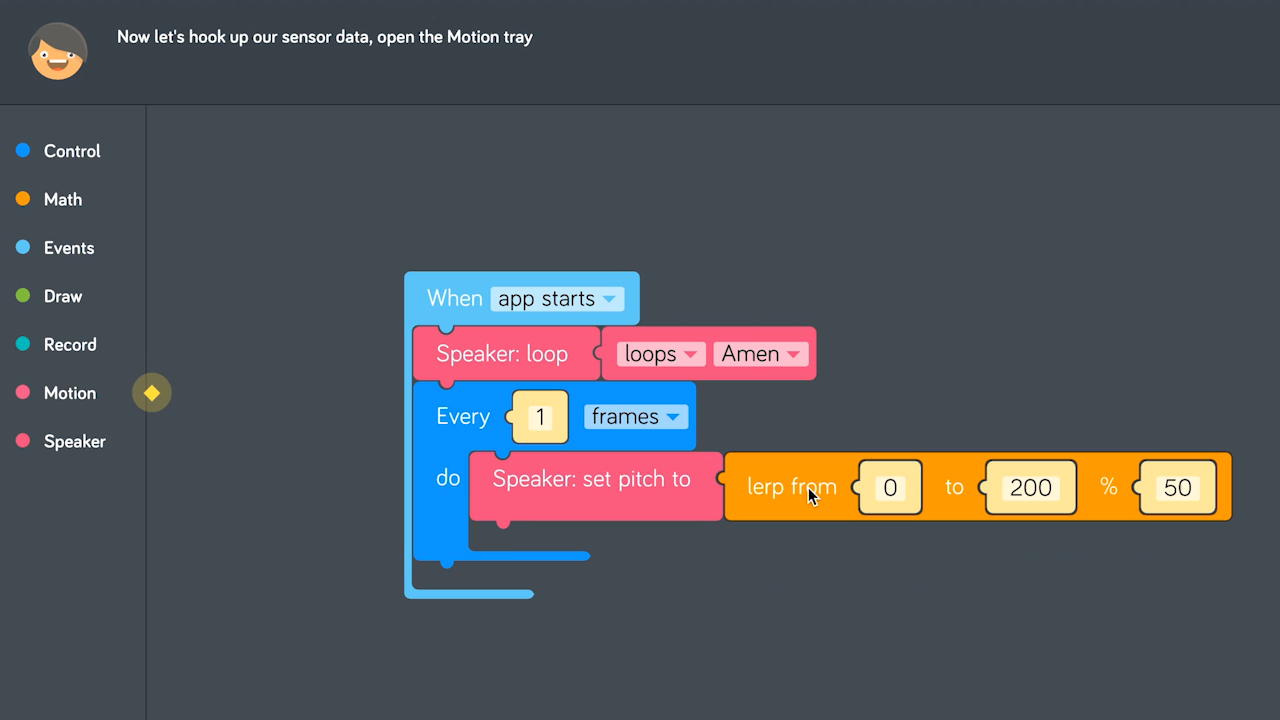 Now let's hook up our sensor data, open the Motion tray
Control
Math
Events
Draw
Record
Motion
Speaker
When app starts
Speaker: loop loops Amen
Every 1 frames
do Speaker: set pitch to lerp from 0 to 200 % 50